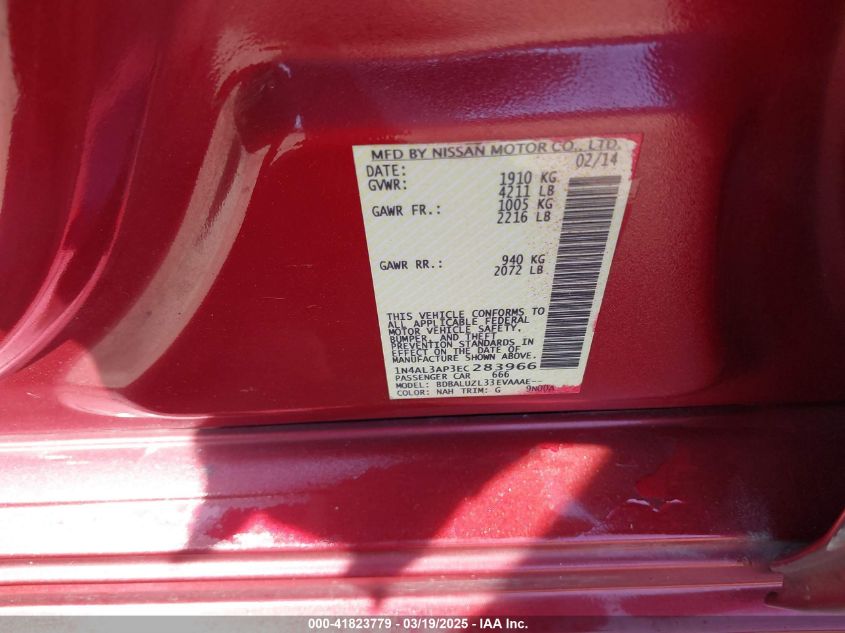 MFD BY NISSAN MOTOR CO., LTD.
DATE: 02/14
GVWR: 1910 KG
4211 LB
GAWR FR.: 1005 KG
2216 LB
GAWR RR.: 940 KG
2072 LB
THIS VEHICLE CONFORMS TO
ALL APPLICABLE FEDERAL
MOTOR VEHICLE SAFETY,
BUMPER, AND THEFT
PREVENTION STANDARDS IN
EFFECT ON THE DATE OF
MANUFACTURE SHOWN ABOVE.
1N4AL3AP3EC283966
PASSENGER CAR 666
MODEL: BDBALUZL33EVAAAE--
COLOR: NAH TRIM: G 9N00A
000-41823779 — 03/19/2025 — IAA, Inc.